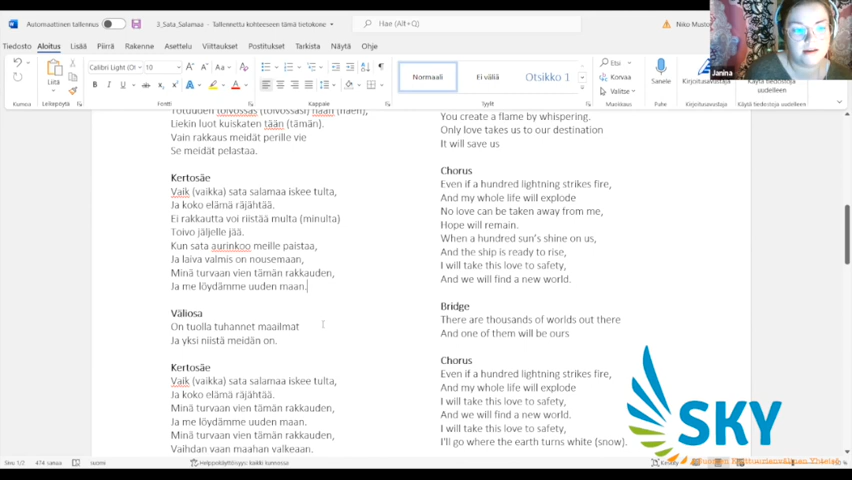 Automaattinen tallennus
3_Sata_Salamaa - Tallennettu kohteeseen tämä tietokone
Hae (Alt+Q)
Niko Musto
Tiedosto Aloitus Lisää Piirrä Rakenne Asettelu Viittaukset Postitukset Tarkista Näytä Ohje
Janina
Calibri Light (O 10
Liitä
Normaali
Ei väliä
Otsikko 1
Etsi
Korvaa
Valitse
Sanele
Kumoa
Leikepöytä
Fontti
Kappale
Tyylit
Muokkaus
Puhe
Totuuden toivossas (toivossasi) nään (näen),
Liekin luot kuiskaten tään (tämän).
Vain rakkaus meidät perille vie
Se meidät pelastaa.
Kertosäe
Vaik (vaikka) sata salamaa iskee tulta,
Ja koko elämä räjähtää.
Ei rakkautta voi riistää multa (minulta)
Toivo jäljelle jää.
Kun sata aurinkoo meille paistaa,
Ja laiva valmis on nousemaan,
Minä turvaan vien tämän rakkauden,
Ja me löydämme uuden maan.
Väliosa
On tuolla tuhannet maailmat
Ja yksi niistä meidän on.
Kertosäe
Vaik (vaikka) sata salamaa iskee tulta,
Ja koko elämä räjähtää.
Minä turvaan vien tämän rakkauden,
Ja me löydämme uuden maan.
Minä turvaan vien tämän rakkauden,
Vaihdan vaan maahan valkeaan.
You create a flame by whispering.
Only love takes us to our destination
It will save us
Chorus
Even if a hundred lightning strikes fire,
And my whole life will explode
No love can be taken away from me,
Hope will remain.
When a hundred sun's shine on us,
And the ship is ready to rise,
I will take this love to safety,
And we will find a new world.
Bridge
There are thousands of worlds out there
And one of them will be ours
Chorus
Even if a hundred lightning strikes fire,
And my whole life will explode
I will take this love to safety,
And we will find a new world.
I will take this love to safety,
I'll go where the earth turns white (snow).
SKY
Sivu 1/2 474 sanaa suomi Helppokäyttöisyys: kaikki kunnossa